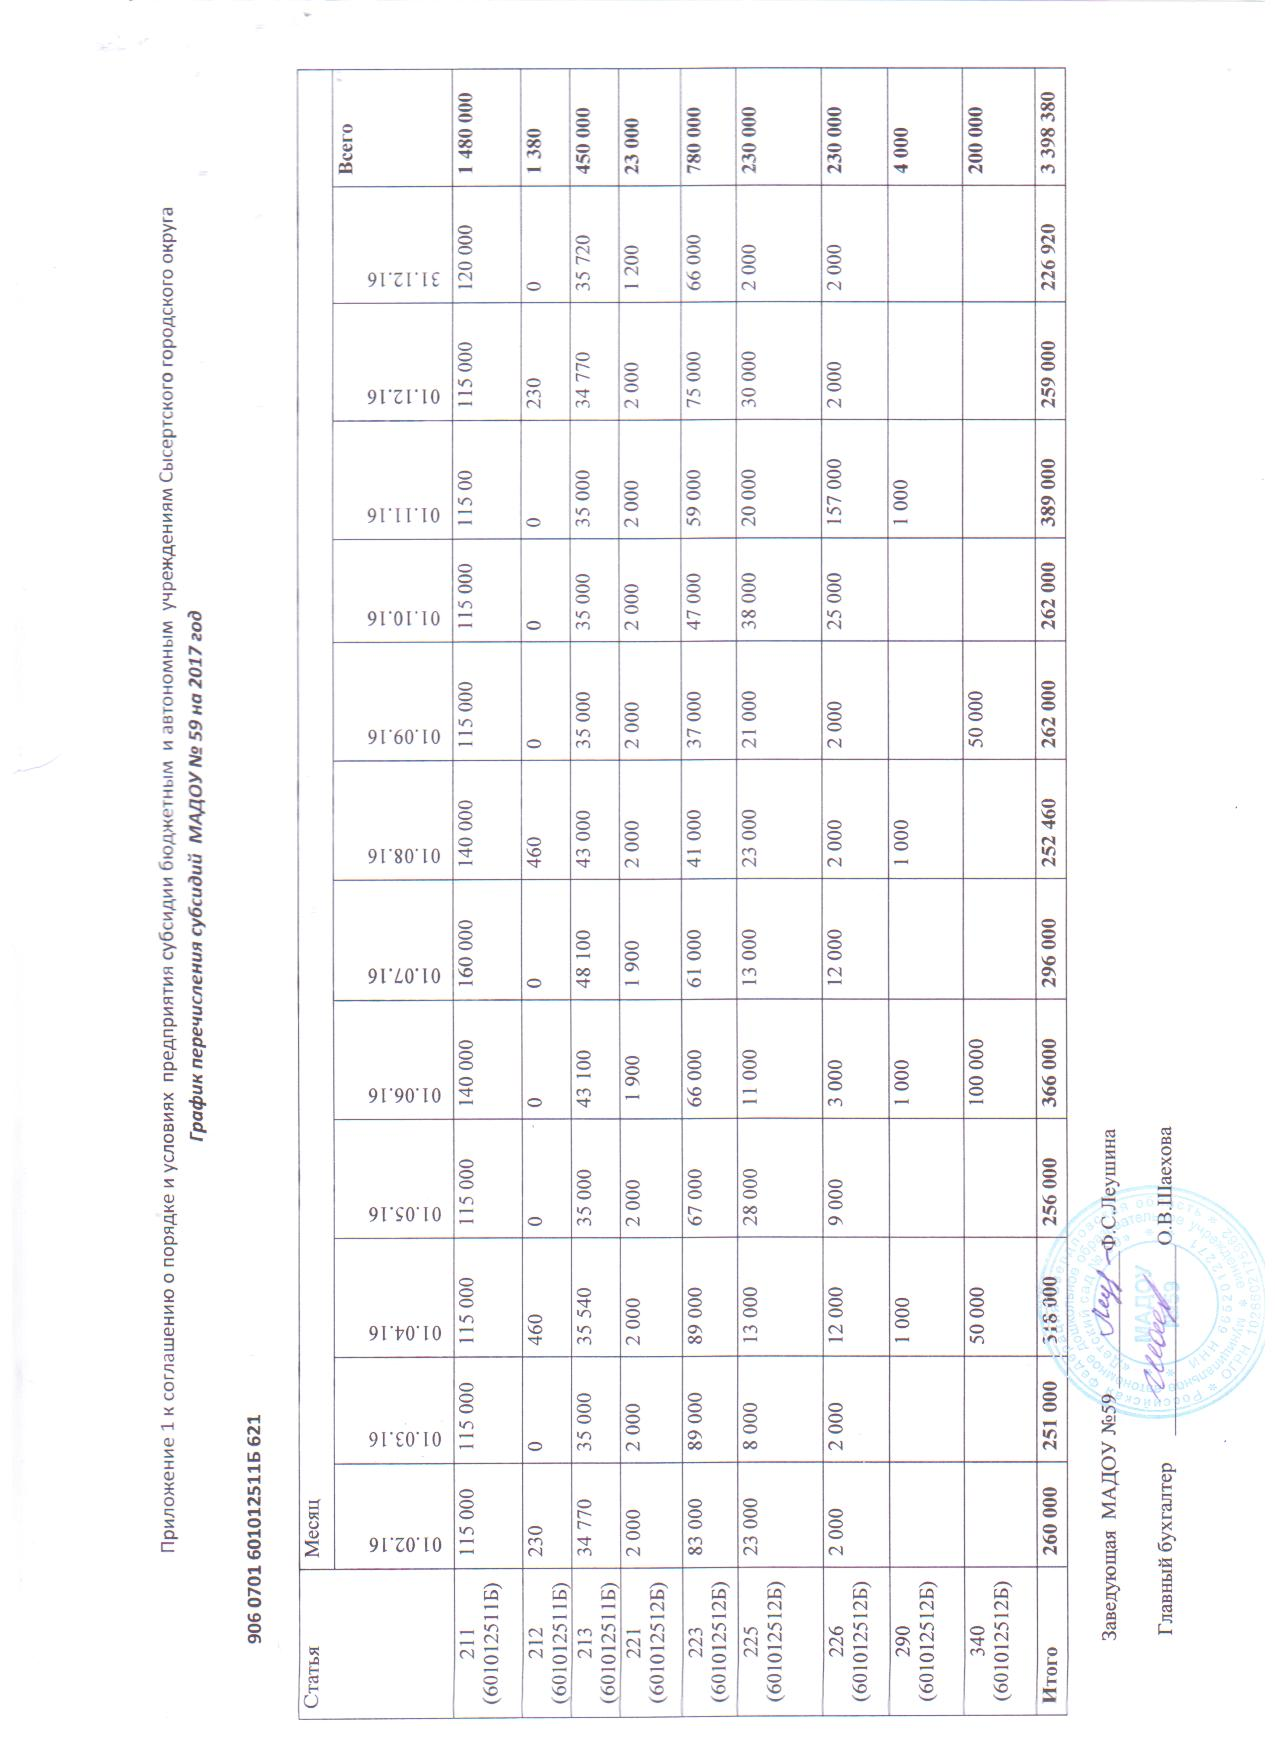 Приложение 1 к соглашению о порядке и условиях предприятия субсидии бюджетным и автономным учреждениям Сысертского городского округа
График перечисления субсидий МАДОУ № 59 на 2017 год
906 0701 601012511Б 621
Статья Месяц
01.02.16 01.03.16 01.04.16 01.05.16 01.06.16 01.07.16 01.08.16 01.09.16 01.10.16 01.11.16 01.12.16 31.12.16 Всего
211 (601012511Б) 115 000 115 000 115 000 115 000 140 000 160 000 140 000 115 000 115 000 115 00 115 000 120 000 1 480 000
212 (601012511Б) 230 0 460 0 0 0 460 0 0 0 230 0 1 380
213 (601012511Б) 34 770 35 000 35 540 35 000 43 100 48 100 43 000 35 000 35 000 35 000 34 770 35 720 450 000
221 (601012512Б) 2 000 2 000 2 000 2 000 1 900 1 900 2 000 2 000 2 000 2 000 2 000 1 200 23 000
223 (601012512Б) 83 000 89 000 89 000 67 000 66 000 61 000 41 000 37 000 47 000 59 000 75 000 66 000 780 000
225 (601012512Б) 23 000 8 000 13 000 28 000 11 000 13 000 23 000 21 000 38 000 20 000 30 000 2 000 230 000
226 (601012512Б) 2 000 2 000 12 000 9 000 3 000 12 000 2 000 2 000 25 000 157 000 2 000 2 000 230 000
290 (601012512Б) 1 000 1 000 1 000 1 000 4 000
340 (601012512Б) 50 000 100 000 50 000 200 000
Итого 260 000 251 000 318 000 256 000 366 000 296 000 252 460 262 000 262 000 389 000 259 000 226 920 3 398 380
Заведующая МАДОУ №59 Ф.С.Леушина
Главный бухгалтер О.В.Шаехова
МАДОУ
№59